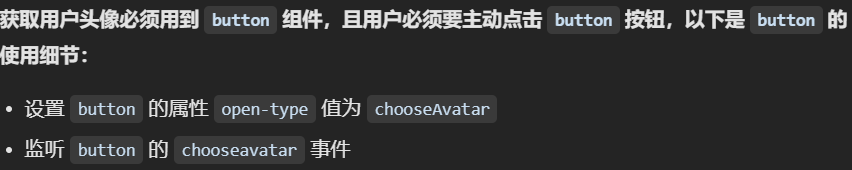 获取用户头像必须用到 button 组件，且用户必须要主动点击 button 按钮，以下是 button 的
使用细节：
• 设置 button 的属性 open-type 值为 chooseAvatar
• 监听 button 的 chooseavatar 事件